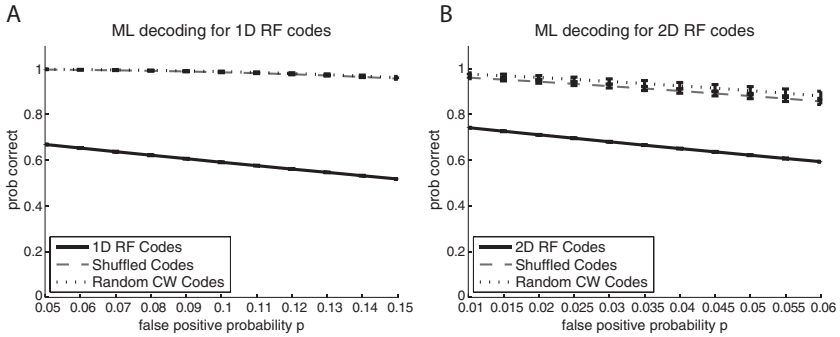 A
ML decoding for 1D RF codes
prob correct
1
0.8
0.6
0.4
0.2
0
1D RF Codes
Shuffled Codes
Random CW Codes
0.05 0.06 0.07 0.08 0.09 0.1 0.11 0.12 0.13 0.14 0.15
false positive probability p
B
ML decoding for 2D RF codes
prob correct
1
0.8
0.6
0.4
0.2
0
2D RF Codes
Shuffled Codes
Random CW Codes
0.01 0.015 0.02 0.025 0.03 0.035 0.04 0.045 0.05 0.055 0.06
false positive probability p